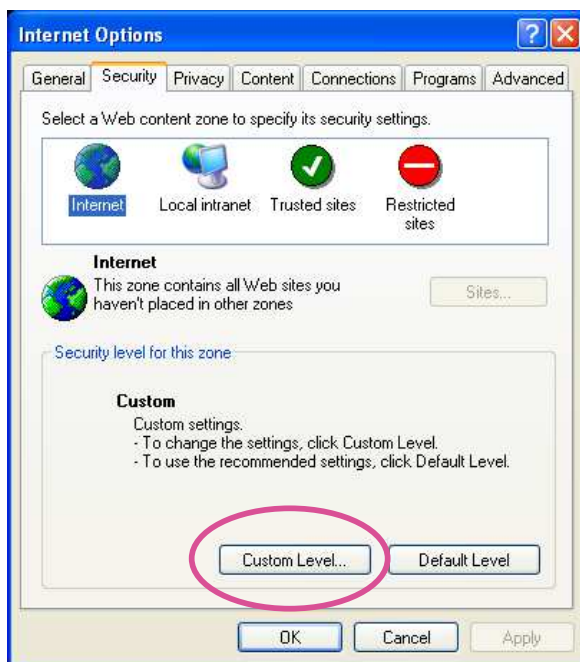 Internet Options
General Security Privacy Content Connections Programs Advanced
Select a Web content zone to specify its security settings.
Internet Local intranet Trusted sites Restricted
sites
Internet
This zone contains all Web sites you
haven't placed in other zones
Sites...
Security level for this zone
Custom
Custom settings.
- To change the settings, click Custom Level.
- To use the recommended settings, click Default Level.
Custom Level... Default Level
OK Cancel Apply